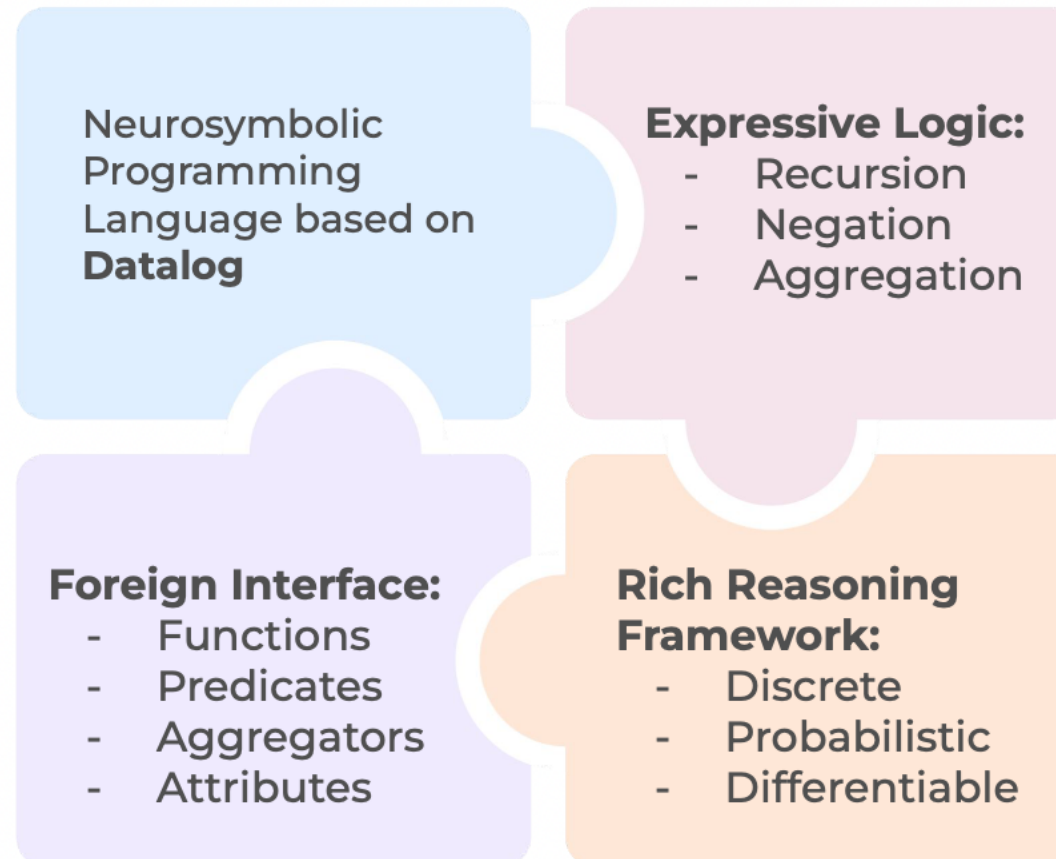 Neurosymbolic
Programming
Language based on
Datalog
Expressive Logic:
- Recursion
- Negation
- Aggregation
Foreign Interface:
- Functions
- Predicates
- Aggregators
- Attributes
Rich Reasoning
Framework:
- Discrete
- Probabilistic
- Differentiable